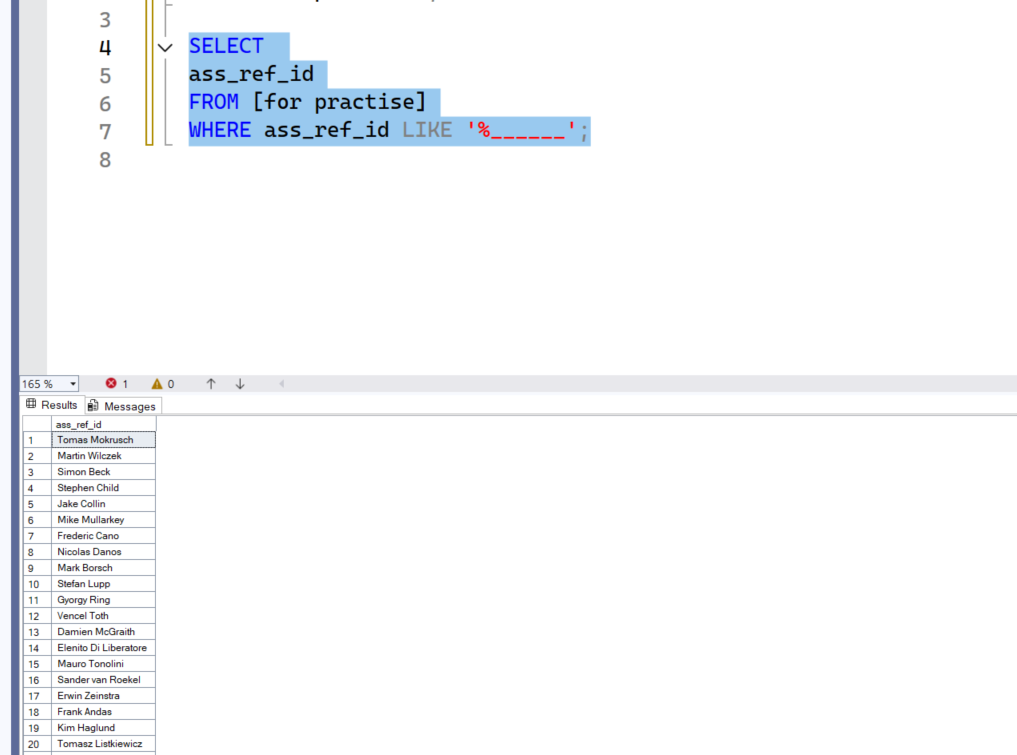 3
4 SELECT
5 ass_ref_id
6 FROM [for practise]
7 WHERE ass_ref_id LIKE '%______';
8
165 % 1 0
Results Messages
ass_ref_id
1 Tomas Mokrusch
2 Martin Wilczek
3 Simon Beck
4 Stephen Child
5 Jake Collin
6 Mike Mullarkey
7 Frederic Cano
8 Nicolas Danos
9 Mark Borsch
10 Stefan Lupp
11 Gyorgy Ring
12 Vencel Toth
13 Damien McGraith
14 Elenito Di Liberatore
15 Mauro Tonolini
16 Sander van Roekel
17 Erwin Zeinstra
18 Frank Andas
19 Kim Haglund
20 Tomasz Listkiewicz